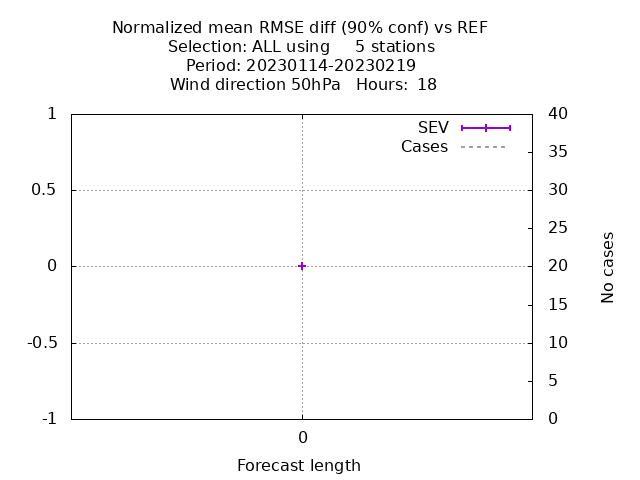 Normalized mean RMSE diff (90% conf) vs REF
Selection: ALL using     5 stations
Period: 20230114-20230219
Wind direction 50hPa   Hours:  18
SEV
Cases
1
0.5
0
-0.5
-1
40
35
30
25
20
15
10
5
0
No cases
0
Forecast length